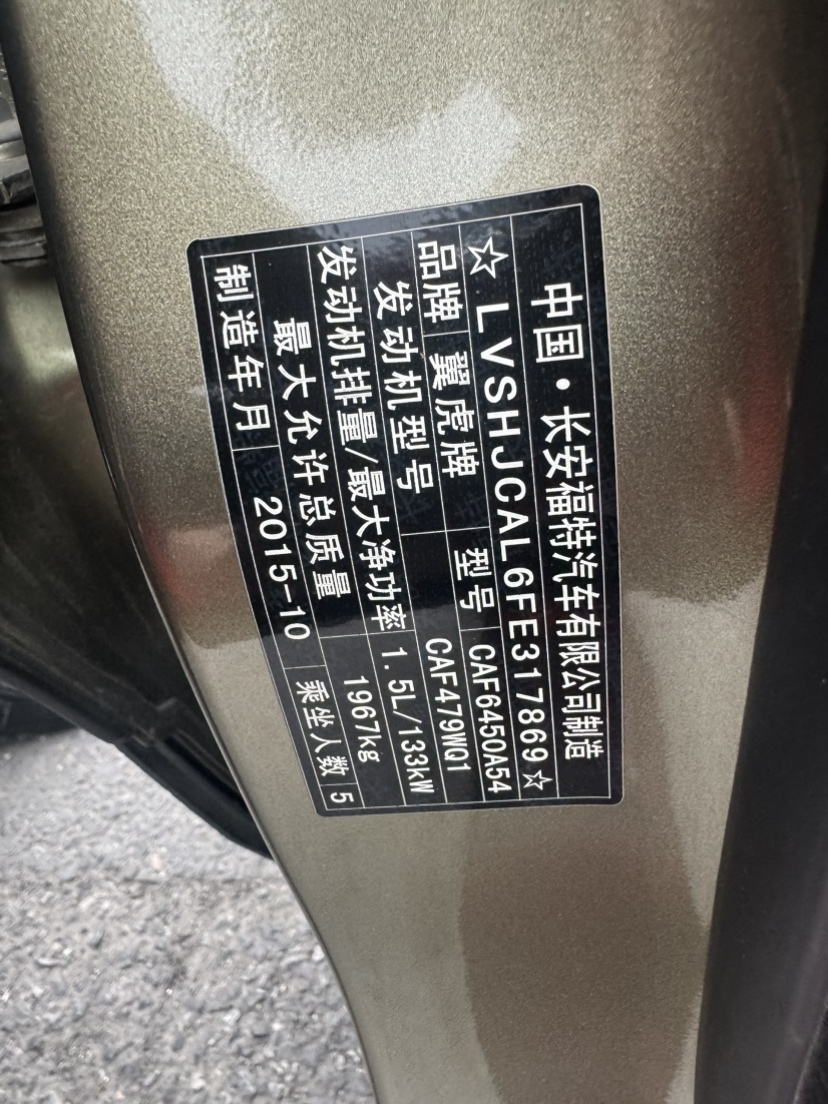 中国·长安福特汽车有限公司制造
☆LVSHJCAL6FE317869☆
品牌 翼虎牌 型号 CAF6450A54
发动机型号 CAF479WQ1
发动机排量/最大净功率 1.5L/133kW
最大允许总质量 1967kg
制造年月 2015-10 乘坐人数 5